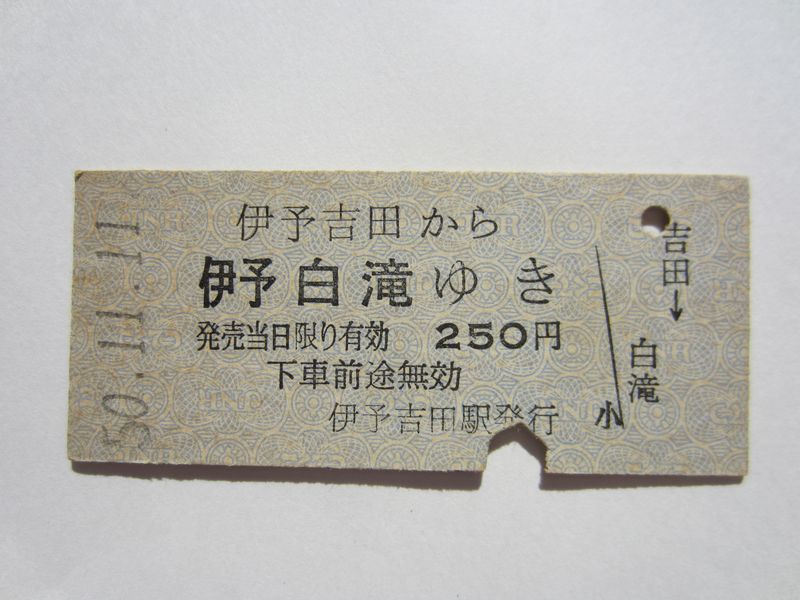 伊予吉田から
伊予白滝ゆき
発売当日限り有効 250円
下車前途無効
伊予吉田駅発行
50.11.11
吉田→白滝
小